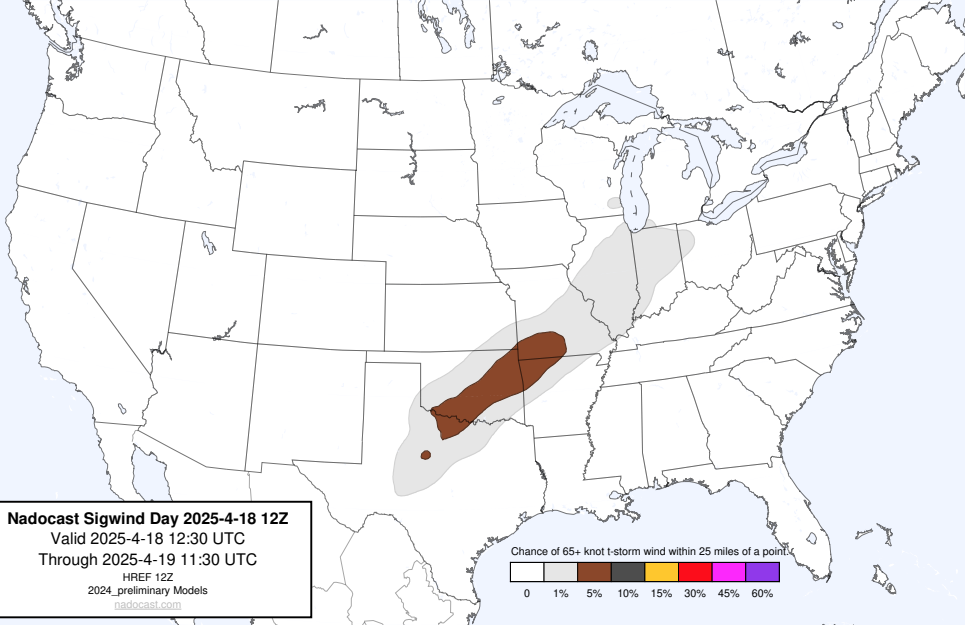 Nadocast Sigwind Day 2025-4-18 12Z
Valid 2025-4-18 12:30 UTC
Through 2025-4-19 11:30 UTC
HREF 12Z
2024_preliminary Models
nadocast.com
Chance of 65+ knot t-storm wind within 25 miles of a point.
0 1% 5% 10% 15% 30% 45% 60%